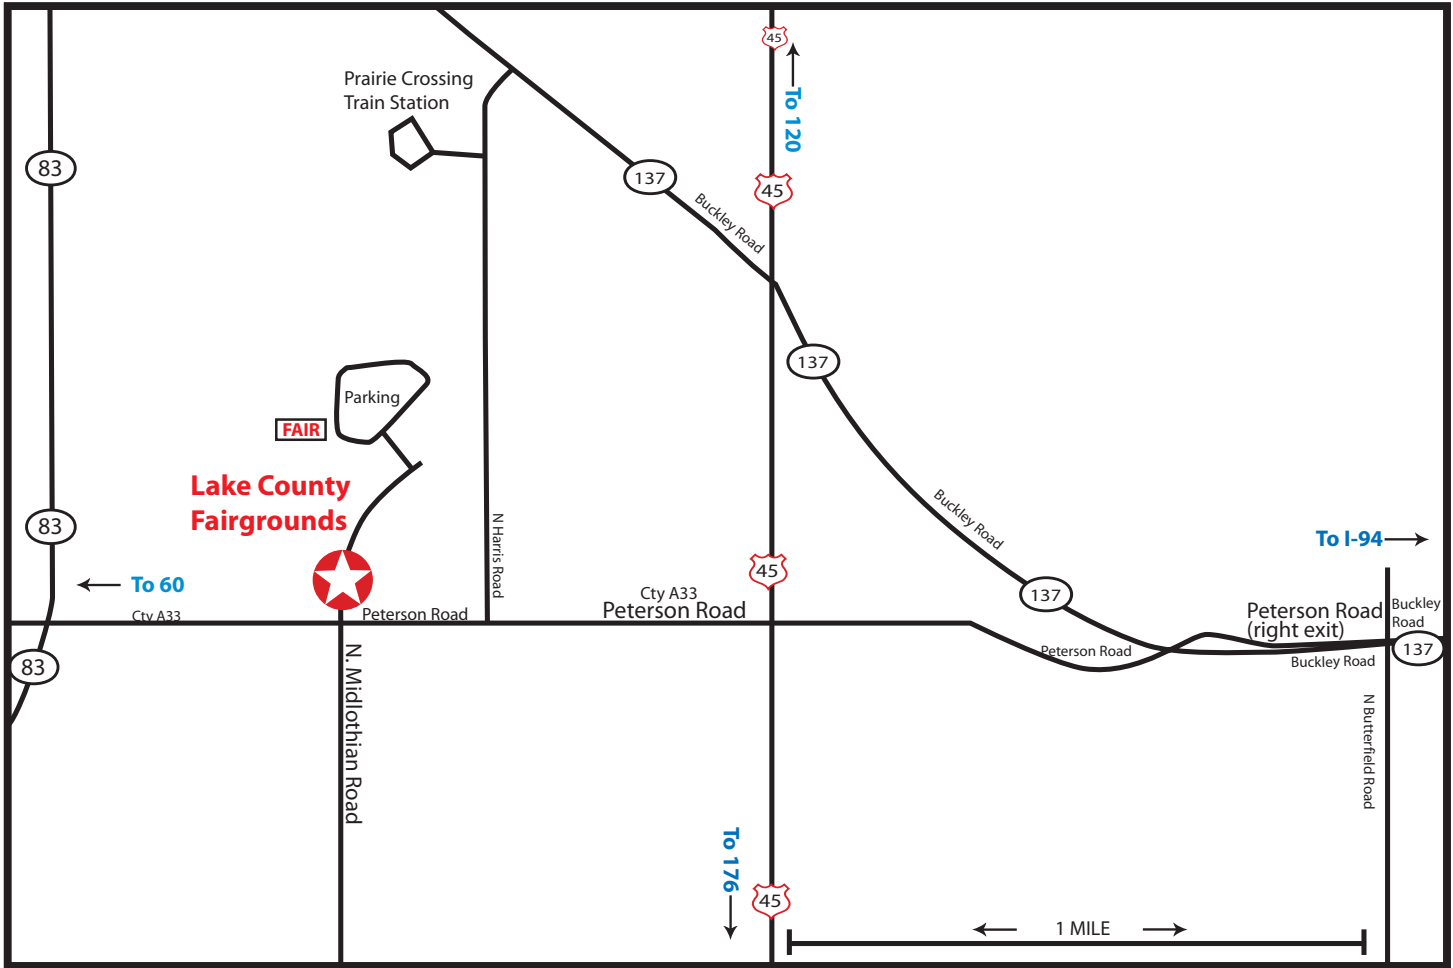 45
Prairie Crossing
Train Station
To 120
83
137
45
Buckley Road
137
Parking
FAIR
Lake County
Fairgrounds
N Harris Road
Buckley Road
83
To I-94
45
To 60
Cty A33
137
Cty A33
Peterson Road
Peterson Road
Peterson Road
(right exit)
Buckley
Road
137
Peterson Road
Buckley Road
83
N. Midlothian Road
N Butterfield Road
To 176
45
1 MILE